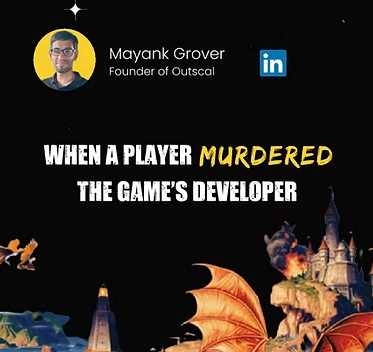 Mayank Grover
Founder of Outscal
in
WHEN A PLAYER MURDERED
THE GAME'S DEVELOPER